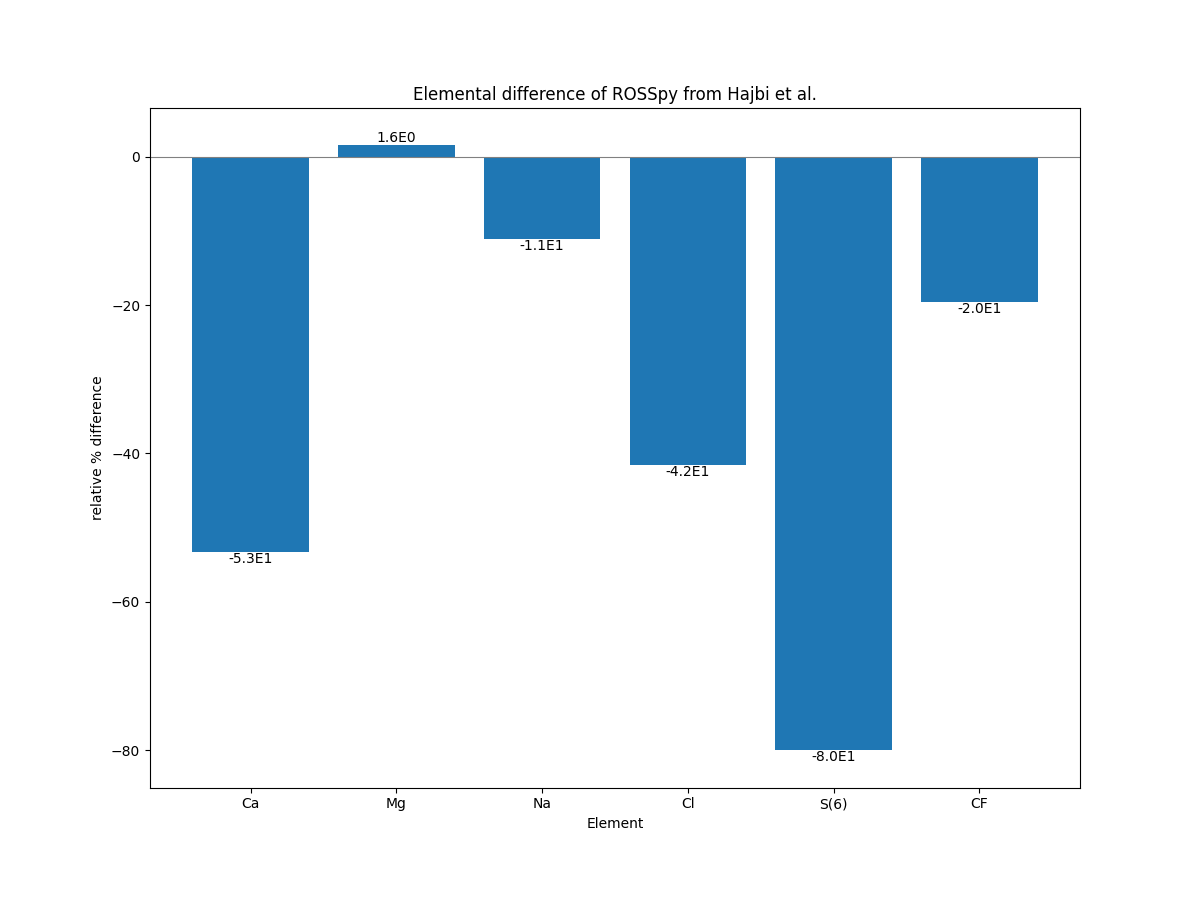 Elemental difference of ROSSpy from Hajbi et al.
1.6E0
0
-1.1E1
−20
-2.0E1
relative % difference
−40
-4.2E1
-5.3E1
−60
−80
-8.0E1
Ca Mg Na Cl S(6) CF
Element